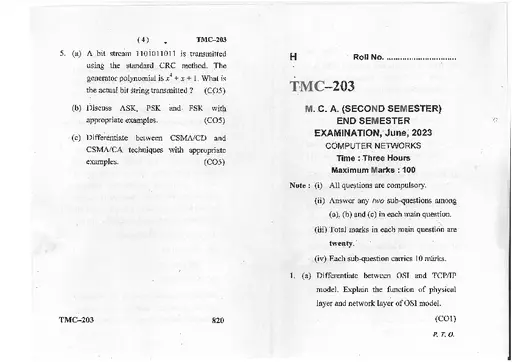 ( 4 ) TMC-203
5. (a) A bit stream 1101011011 is transmitted
using the standard CRC method. The
generator polynomial is x⁴ + x + 1. What is
the actual bit string transmitted ? (CO5)
(b) Discuss ASK, PSK and FSK with
appropriate examples. (CO5)
(c) Differentiate between CSMA/CD and
CSMA/CA techniques with appropriate
examples. (CO5)
TMC-203 820
H Roll No. ..............................
TMC-203
M. C. A. (SECOND SEMESTER)
END SEMESTER
EXAMINATION, June, 2023
COMPUTER NETWORKS
Time : Three Hours
Maximum Marks : 100
Note : (i) All questions are compulsory.
(ii) Answer any two sub-questions among
(a), (b) and (c) in each main question.
(iii) Total marks in each main question are
twenty.
(iv) Each sub-question carries 10 marks.
1. (a) Differentiate between OSI and TCP/IP
model. Explain the function of physical
layer and network layer of OSI model.
(CO1)
P. T. O.